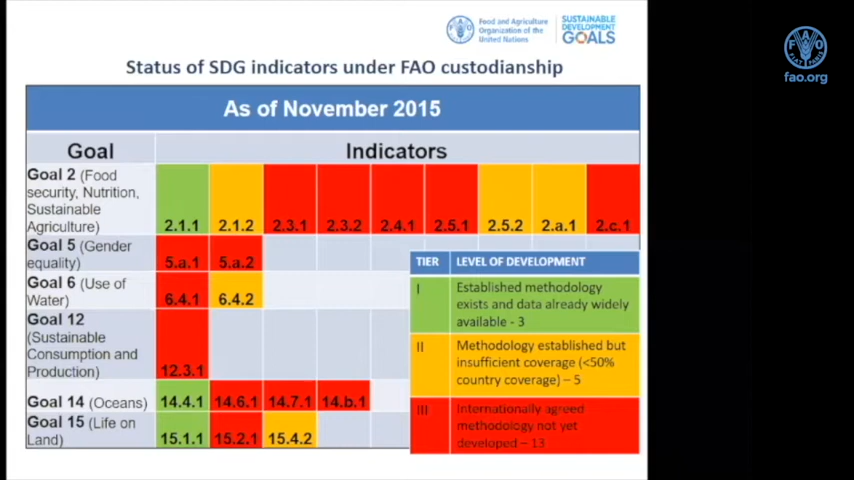 Food and Agriculture
Organization of the
United Nations
SUSTAINABLE
DEVELOPMENT
GOALS
FAO
FIAT PANIS
fao.org
Status of SDG indicators under FAO custodianship
As of November 2015
Goal Indicators
Goal 2 (Food
security, Nutrition,
Sustainable
Agriculture)
2.1.1 2.1.2 2.3.1 2.3.2 2.4.1 2.5.1 2.5.2 2.a.1 2.c.1
Goal 5 (Gender
equality)
5.a.1 5.a.2
Goal 6 (Use of
Water)
6.4.1 6.4.2
Goal 12
(Sustainable
Consumption and
Production)
12.3.1
Goal 14 (Oceans)
14.4.1 14.6.1 14.7.1 14.b.1
Goal 15 (Life on
Land)
15.1.1 15.2.1 15.4.2
TIER LEVEL OF DEVELOPMENT
I
Established methodology
exists and data already widely
available - 3
II
Methodology established but
insufficient coverage (<50%
country coverage) – 5
III
Internationally agreed
methodology not yet
developed – 13